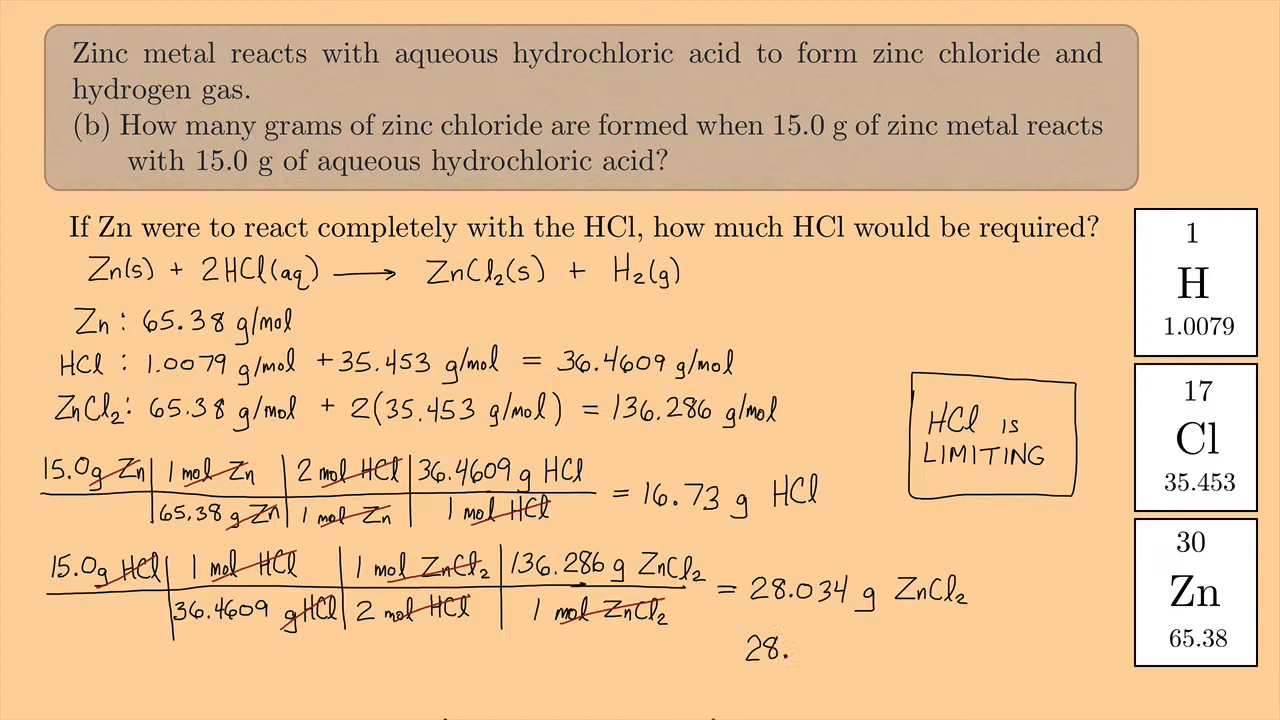 Zinc metal reacts with aqueous hydrochloric acid to form zinc chloride and
hydrogen gas.
(b) How many grams of zinc chloride are formed when 15.0 g of zinc metal reacts
with 15.0 g of aqueous hydrochloric acid?
If Zn were to react completely with the HCl, how much HCl would be required?
Zn(s) + 2HCl(aq) ⟶ ZnCl₂(s) + H₂(g)
Zn : 65.38 g/mol
HCl : 1.0079 g/mol + 35.453 g/mol = 36.4609 g/mol
ZnCl₂: 65.38 g/mol + 2(35.453 g/mol) = 136.286 g/mol
15.0g Zn | 1 mol Zn | 2 mol HCl | 36.4609 g HCl
65.38 g Zn | 1 mol Zn | 1 mol HCl
= 16.73 g HCl
15.0g HCl | 1 mol HCl | 1 mol ZnCl₂ | 136.286 g ZnCl₂
36.4609 gHCl | 2 mol HCl | 1 mol ZnCl₂
= 28.034 g ZnCl₂
28.
HCl is
LIMITING
1
H
1.0079
17
Cl
35.453
30
Zn
65.38